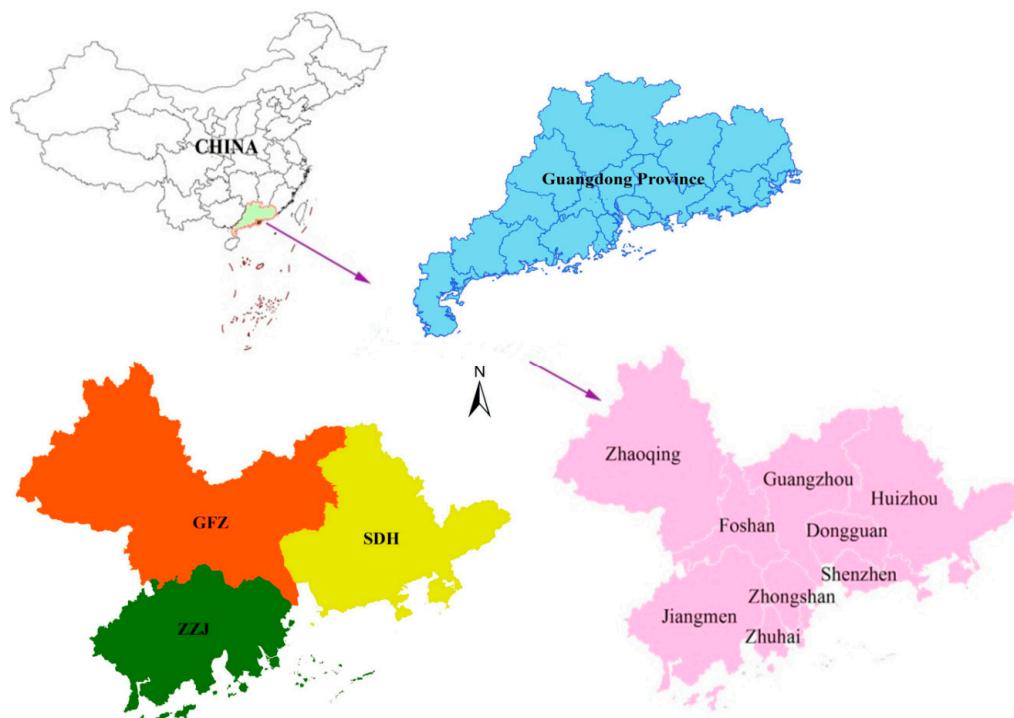 CHINA
Guangdong Province
N
GFZ
SDH
ZZJ
Zhaoqing
Guangzhou
Huizhou
Foshan
Dongguan
Shenzhen
Zhongshan
Jiangmen
Zhuhai